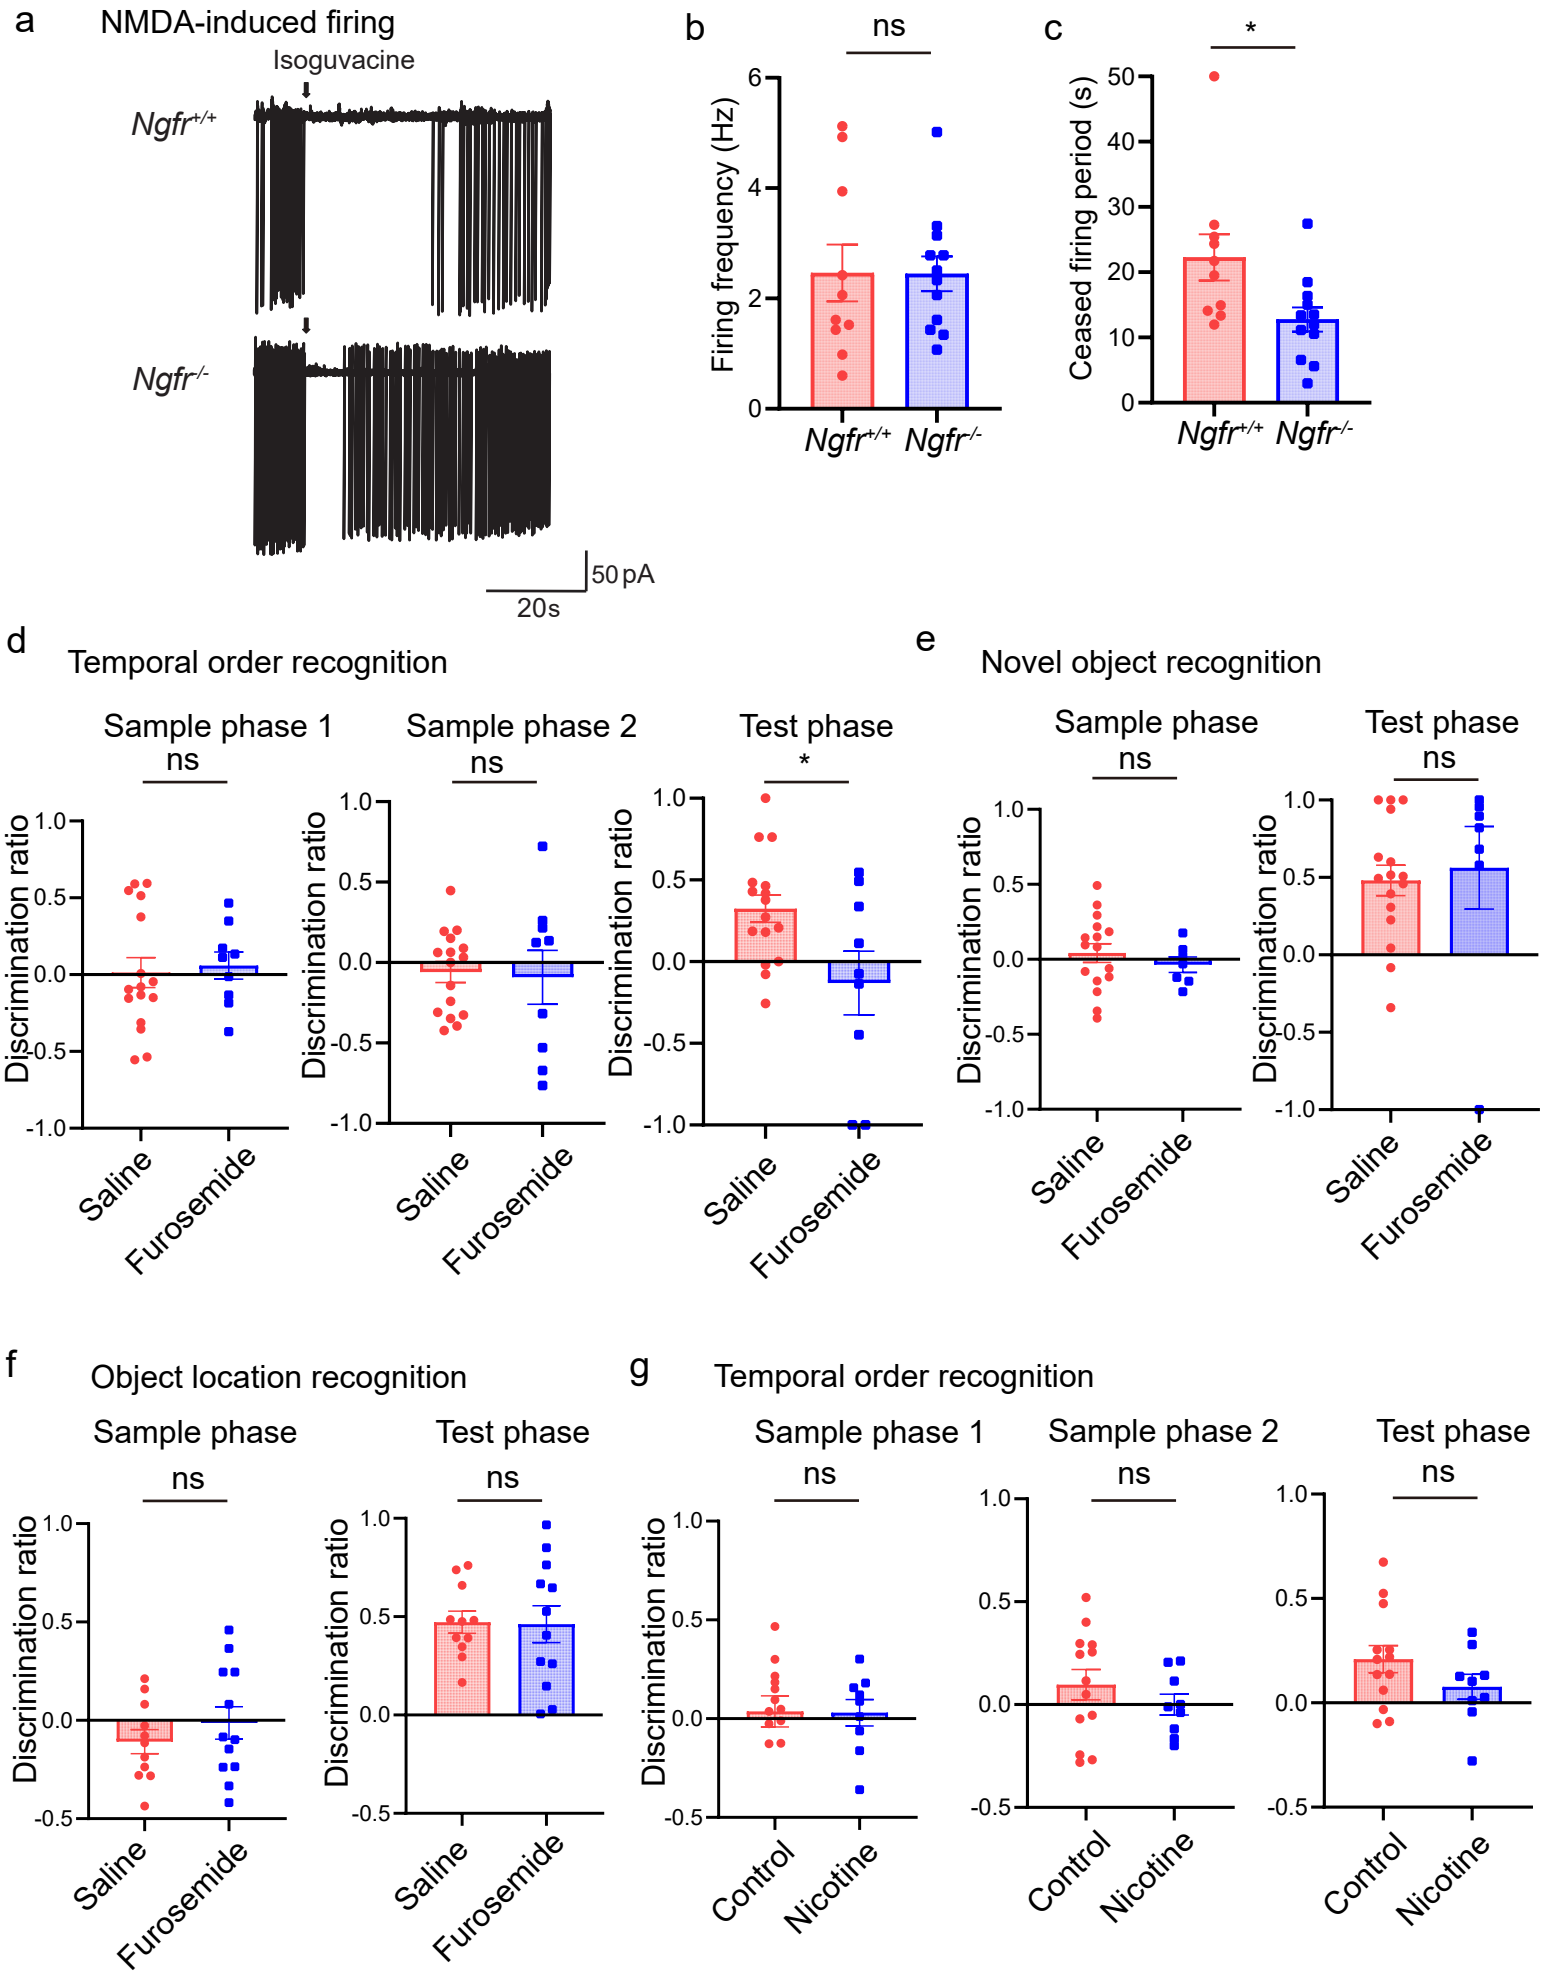 a
NMDA-induced firing
Isoguvacine
Ngfr+/+
Ngfr-/-
50 pA
20s
b
ns
Firing frequency (Hz)
6
4
2
0
Ngfr+/+ Ngfr-/-
c
*
Ceased firing period (s)
50
40
30
20
10
0
Ngfr+/+ Ngfr-/-
d
Temporal order recognition
Sample phase 1
ns
Discrimination ratio
1.0
0.5
0.0
-0.5
-1.0
Saline
Furosemide
Sample phase 2
ns
Discrimination ratio
1.0
0.5
0.0
-0.5
-1.0
Saline
Furosemide
Test phase
*
Discrimination ratio
1.0
0.5
0.0
-0.5
-1.0
Saline
Furosemide
e
Novel object recognition
Sample phase
ns
Discrimination ratio
1.0
0.5
0.0
-0.5
-1.0
Saline
Furosemide
Test phase
ns
Discrimination ratio
1.0
0.5
0.0
-0.5
-1.0
Saline
Furosemide
f
Object location recognition
Sample phase
ns
Discrimination ratio
1.0
0.5
0.0
-0.5
Saline
Furosemide
Test phase
ns
Discrimination ratio
1.0
0.5
0.0
-0.5
Saline
Furosemide
g
Temporal order recognition
Sample phase 1
ns
Discrimination ratio
1.0
0.5
0.0
-0.5
Control
Nicotine
Sample phase 2
ns
1.0
0.5
0.0
-0.5
Control
Nicotine
Test phase
ns
1.0
0.5
0.0
-0.5
Control
Nicotine